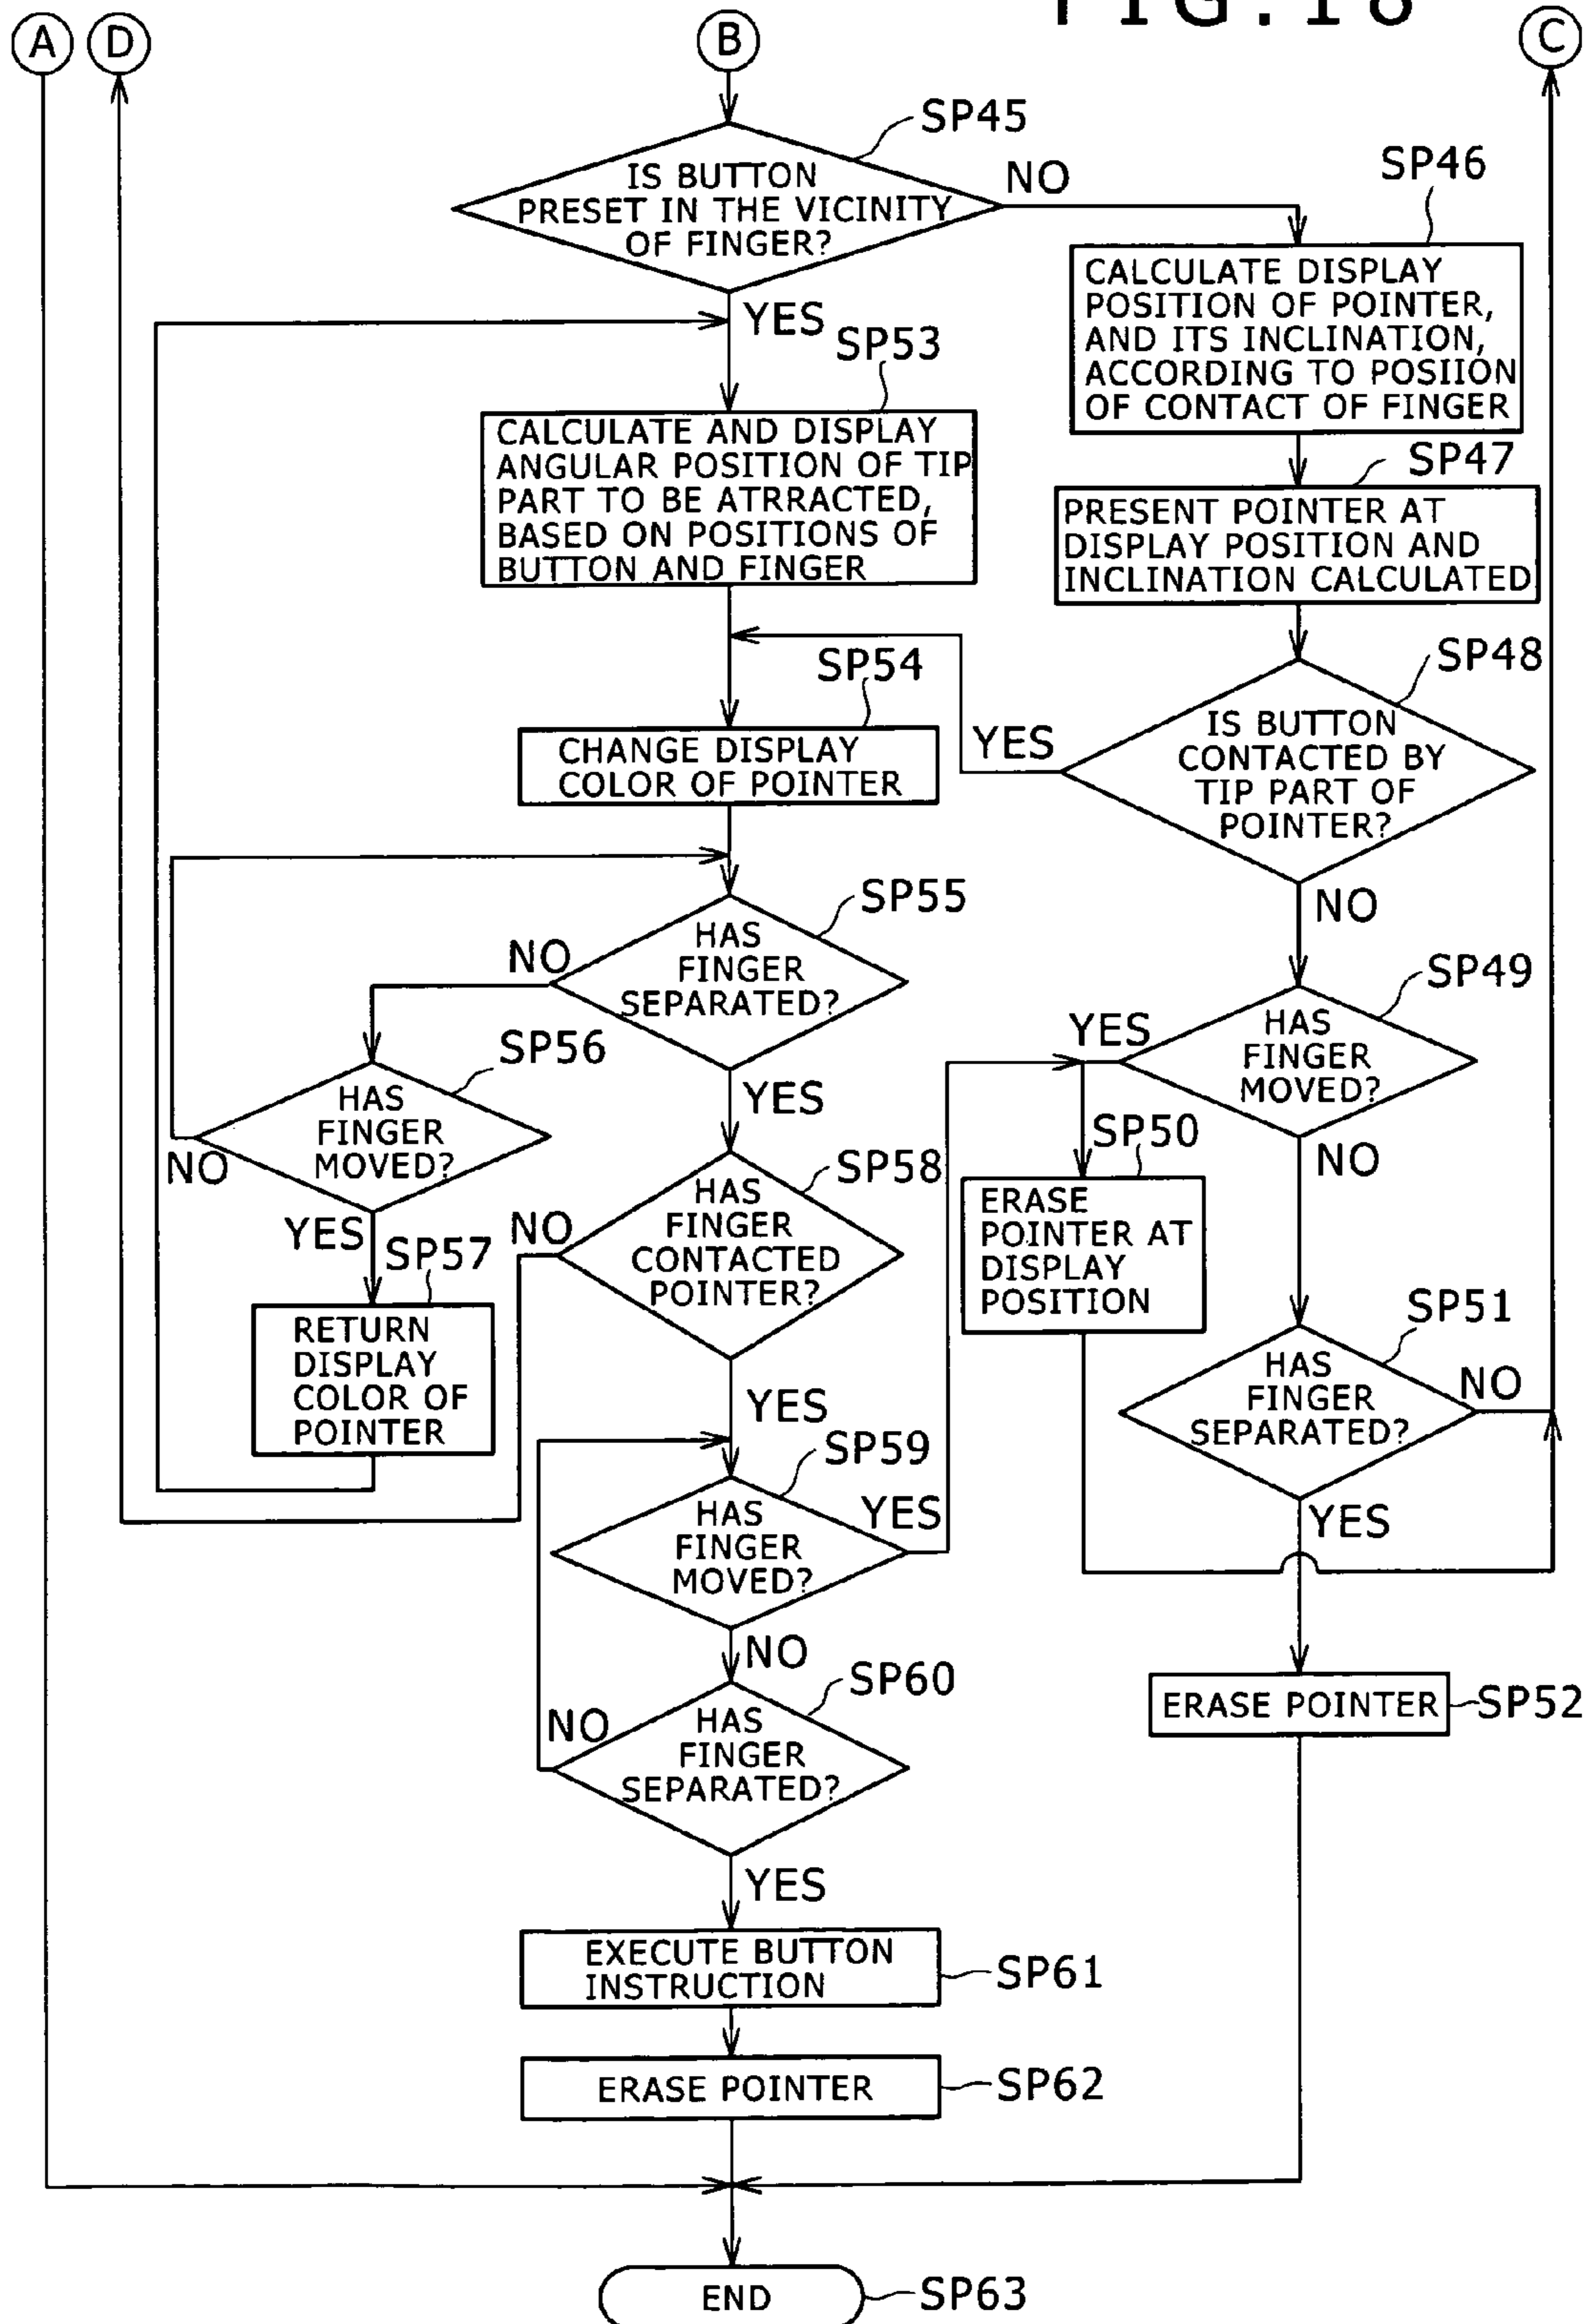 FIG.18
A
D
B
C
SP45
IS BUTTON
PRESET IN THE VICINITY
OF FINGER?
NO
SP46
CALCULATE DISPLAY
POSITION OF POINTER,
AND ITS INCLINATION,
ACCORDING TO POSIION
OF CONTACT OF FINGER
YES
SP53
CALCULATE AND DISPLAY
ANGULAR POSITION OF TIP
PART TO BE ATRRACTED,
BASED ON POSITIONS OF
BUTTON AND FINGER
SP47
PRESENT POINTER AT
DISPLAY POSITION AND
INCLINATION CALCULATED
SP48
IS BUTTON
CONTACTED BY
TIP PART OF
POINTER?
YES
NO
SP54
CHANGE DISPLAY
COLOR OF POINTER
SP55
HAS
FINGER
SEPARATED?
NO
YES
SP56
HAS
FINGER
MOVED?
NO
YES
SP57
RETURN
DISPLAY
COLOR OF
POINTER
SP58
HAS
FINGER
CONTACTED
POINTER?
NO
YES
SP49
HAS
FINGER
MOVED?
YES
NO
SP50
ERASE
POINTER AT
DISPLAY
POSITION
SP51
HAS
FINGER
SEPARATED?
NO
YES
SP59
HAS
FINGER
MOVED?
YES
NO
SP60
HAS
FINGER
SEPARATED?
NO
YES
ERASE POINTER
SP52
EXECUTE BUTTON
INSTRUCTION
SP61
ERASE POINTER
SP62
END
SP63